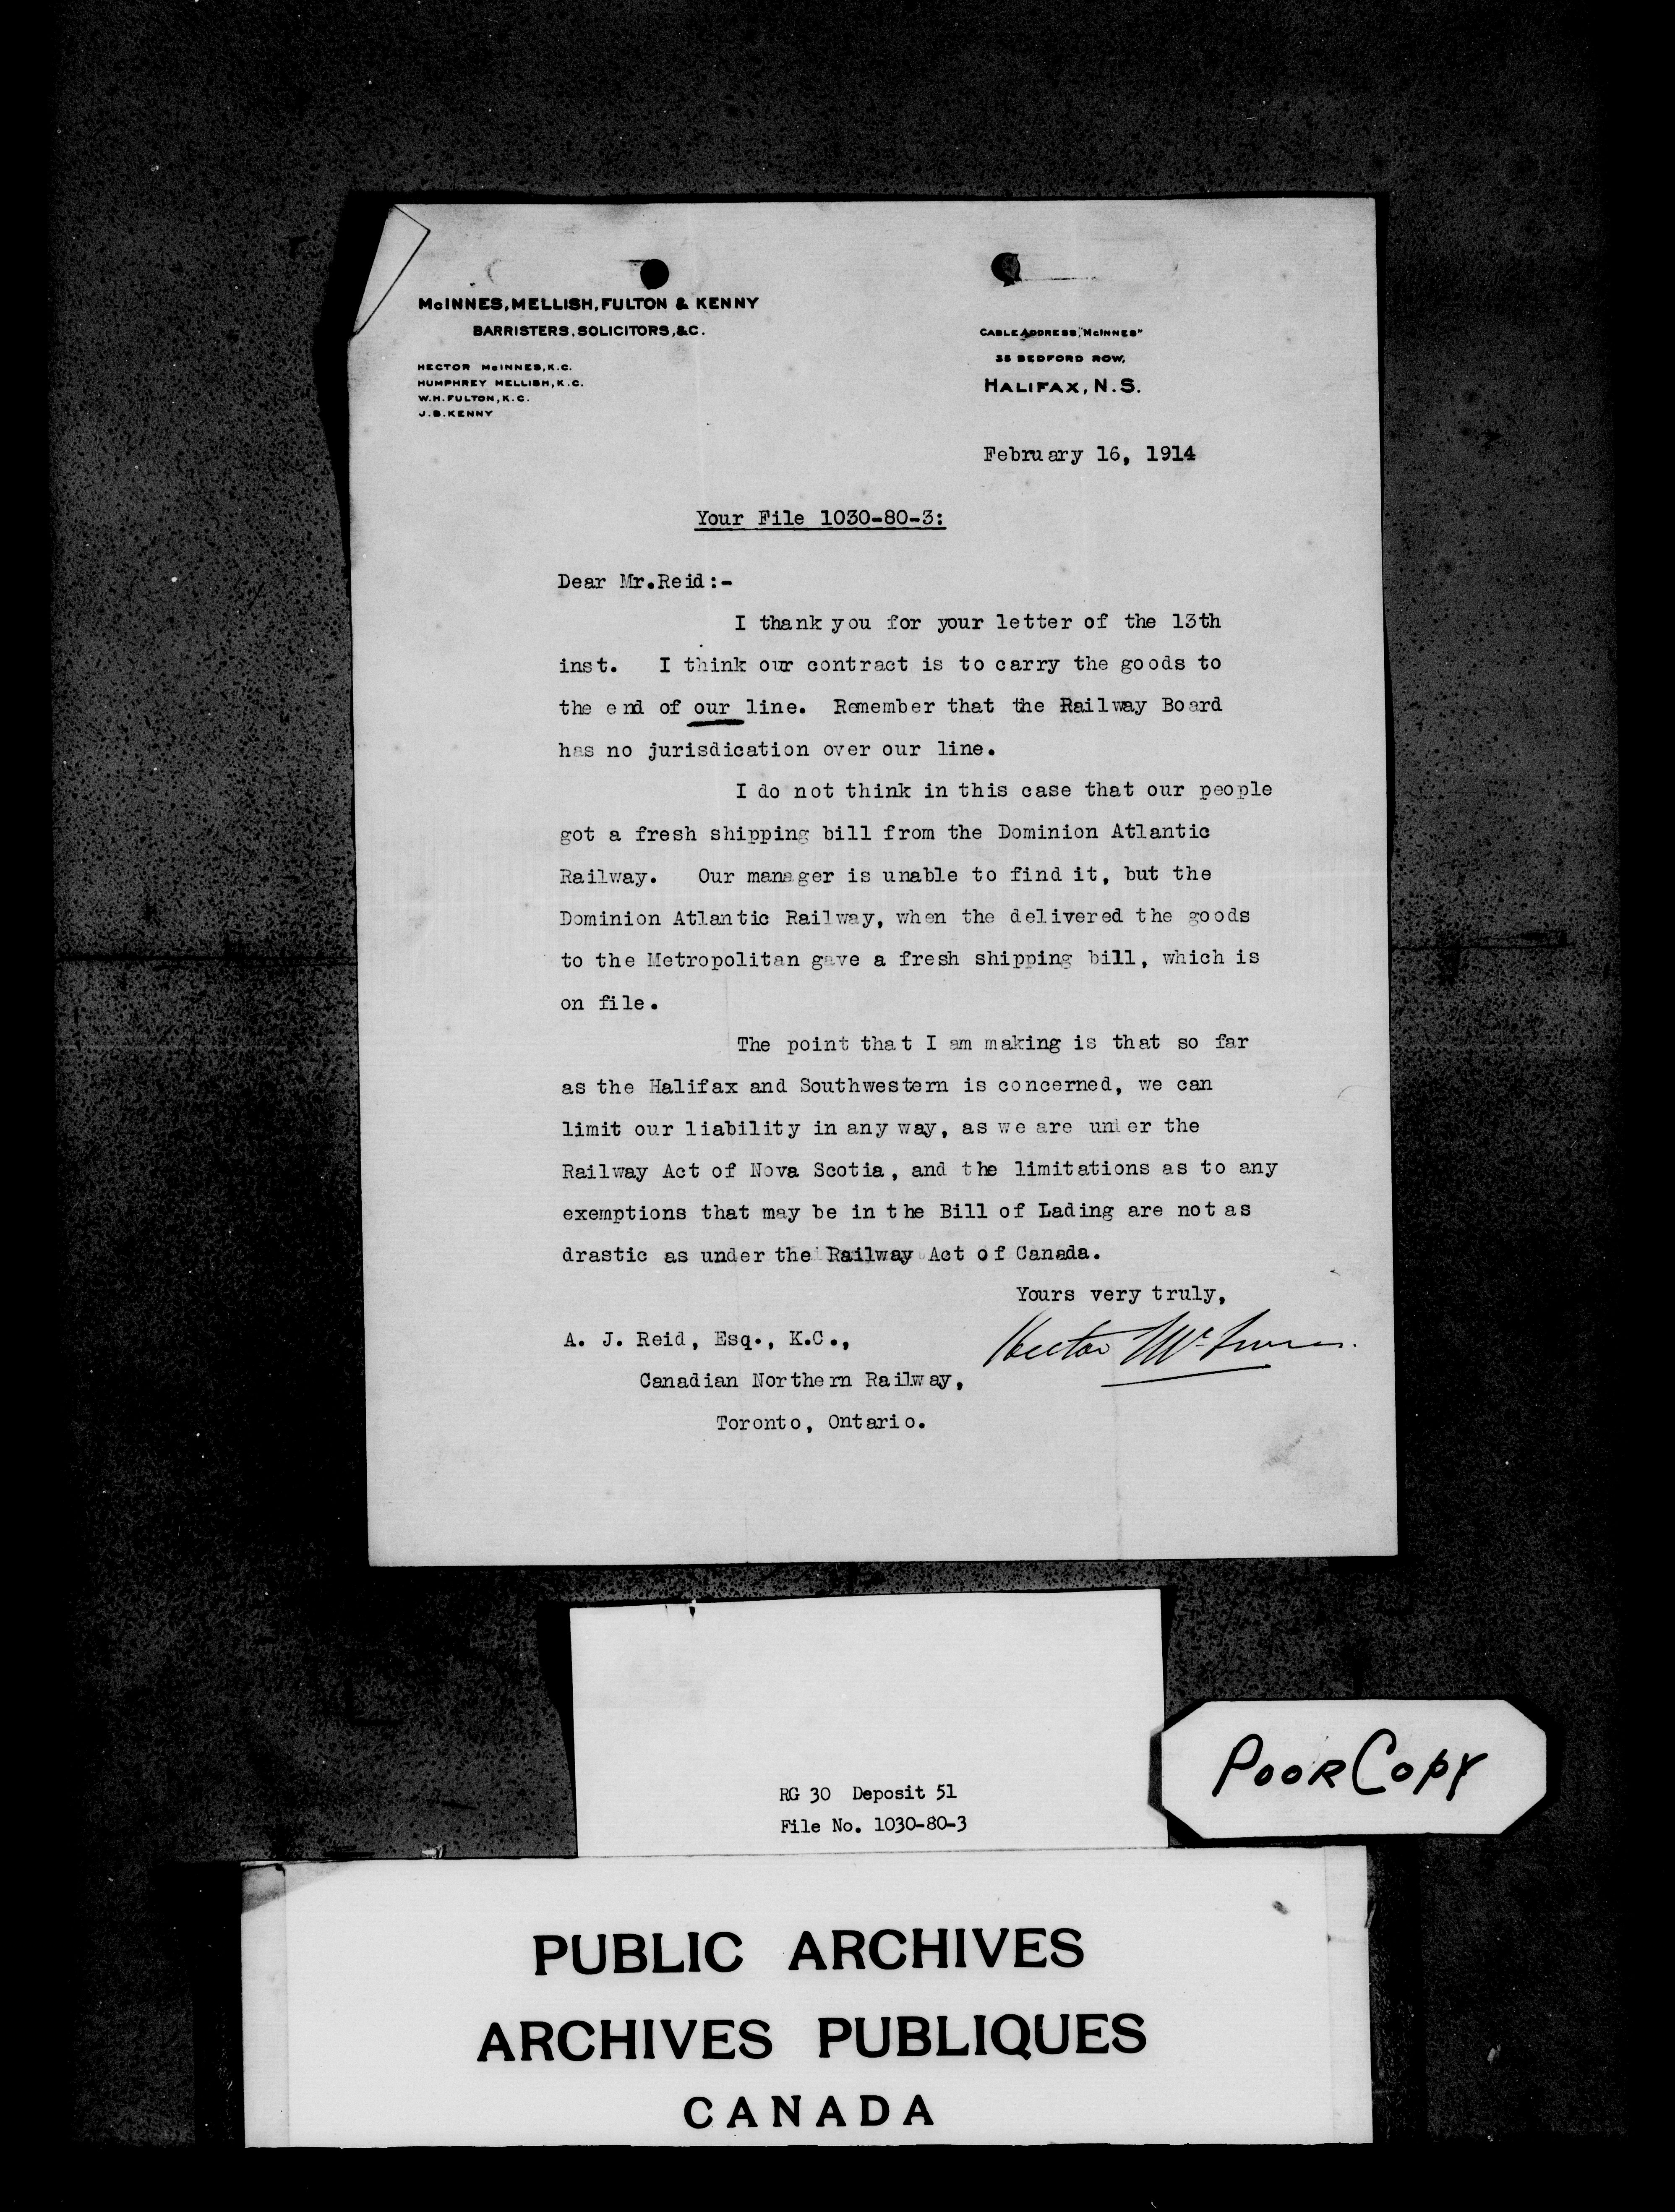 McINNES, MELLISH, FULTON & KENNY
BARRISTERS, SOLICITORS, &C.
HECTOR McINNES, K.C.
HUMPHREY MELLISH, K.C.
W.H. FULTON, K.C.
J.B. KENNY
CABLE ADDRESS, "McINNES"
35 BEDFORD ROW,
HALIFAX, N.S.
February 16, 1914
Your File 1030-80-3:
Dear Mr.Reid:-
I thank you for your letter of the 13th
inst. I think our contract is to carry the goods to
the end of our line. Remember that the Railway Board
has no jurisdication over our line.
I do not think in this case that our people
got a fresh shipping bill from the Dominion Atlantic
Railway. Our manager is unable to find it, but the
Dominion Atlantic Railway, when the delivered the goods
to the Metropolitan gave a fresh shipping bill, which is
on file.
The point that I am making is that so far
as the Halifax and Southwestern is concerned, we can
limit our liability in any way, as we are under the
Railway Act of Nova Scotia, and the limitations as to any
exemptions that may be in the Bill of Lading are not as
drastic as under the Railway Act of Canada.
Yours very truly,
Hector McInnes.
A. J. Reid, Esq., K.C.,
Canadian Northern Railway,
Toronto, Ontario.
RG 30 Deposit 51
File No. 1030-80-3
POOR COPY
PUBLIC ARCHIVES
ARCHIVES PUBLIQUES
CANADA